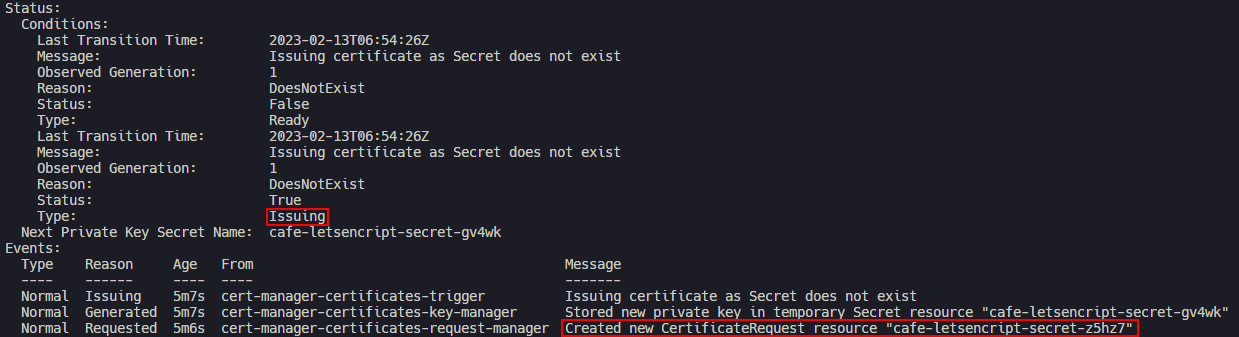 Status:
Conditions:
Last Transition Time: 2023-02-13T06:54:26Z
Message: Issuing certificate as Secret does not exist
Observed Generation: 1
Reason: DoesNotExist
Status: False
Type: Ready
Last Transition Time: 2023-02-13T06:54:26Z
Message: Issuing certificate as Secret does not exist
Observed Generation: 1
Reason: DoesNotExist
Status: True
Type: Issuing
Next Private Key Secret Name: cafe-letsencript-secret-gv4wk
Events:
Type Reason Age From Message
---- ------ ---- ---- -------
Normal Issuing 5m7s cert-manager-certificates-trigger Issuing certificate as Secret does not exist
Normal Generated 5m7s cert-manager-certificates-key-manager Stored new private key in temporary Secret resource "cafe-letsencript-secret-gv4wk"
Normal Requested 5m6s cert-manager-certificates-request-manager Created new CertificateRequest resource "cafe-letsencript-secret-z5hz7"